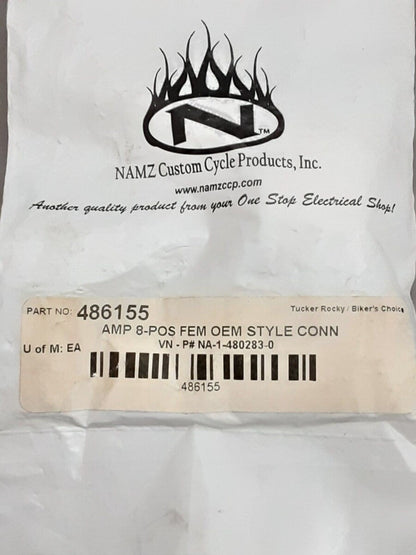 N™
NAMZ Custom Cycle Products, Inc.
www.namzccp.com
Another quality product from your One Stop Electrical Shop!
PART NO: 486155 Tucker Rocky / Biker's Choice
AMP 8-POS FEM OEM STYLE CONN
U of M: EA VN - P# NA-1-480283-0
486155